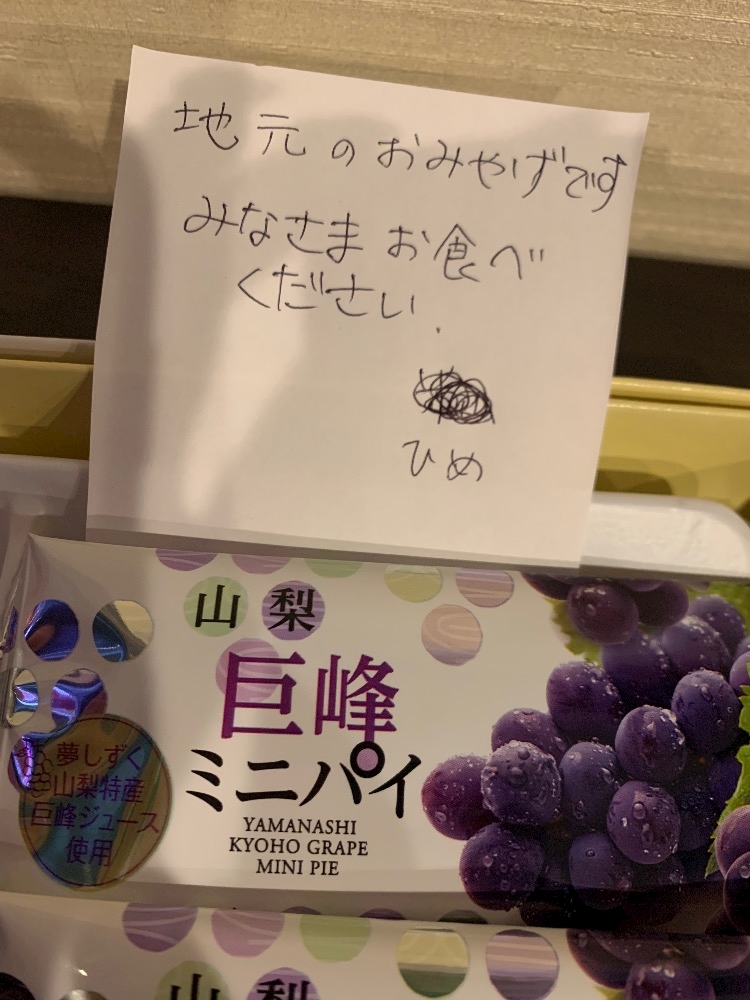 地元のおみやげです
みなさまお食べ
ください.
ひめ
山梨
巨峰
ミニパイ
YAMANASHI
KYOHO GRAPE
MINI PIE
夢しずく
山梨特産
巨峰ジュース
使用
山梨